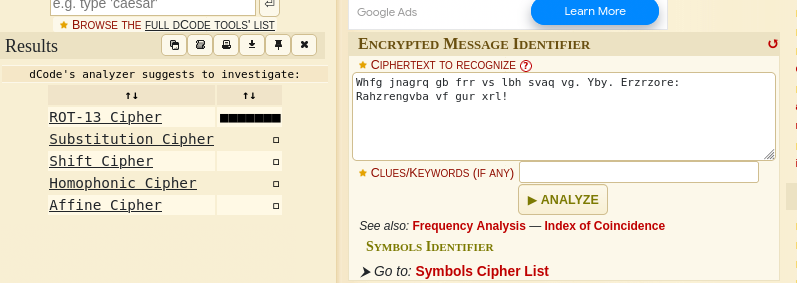 e.g. type 'caesar'
★ BROWSE THE FULL DCODE TOOLS' LIST
Results
dCode's analyzer suggests to investigate:
↑↓ ↑↓
ROT-13 Cipher ■■■■■■■
Substitution Cipher □
Shift Cipher □
Homophonic Cipher □
Affine Cipher □
Google Ads
Learn More
ENCRYPTED MESSAGE IDENTIFIER
★ CIPHERTEXT TO RECOGNIZE ?
Whfg jnagrq gb frr vs lbh svaq vg. Yby. Erzrzore:
Rahzrengvba vf gur xrl!
★ CLUES/KEYWORDS (IF ANY)
▶ ANALYZE
See also: Frequency Analysis — Index of Coincidence
SYMBOLS IDENTIFIER
➤ Go to: Symbols Cipher List